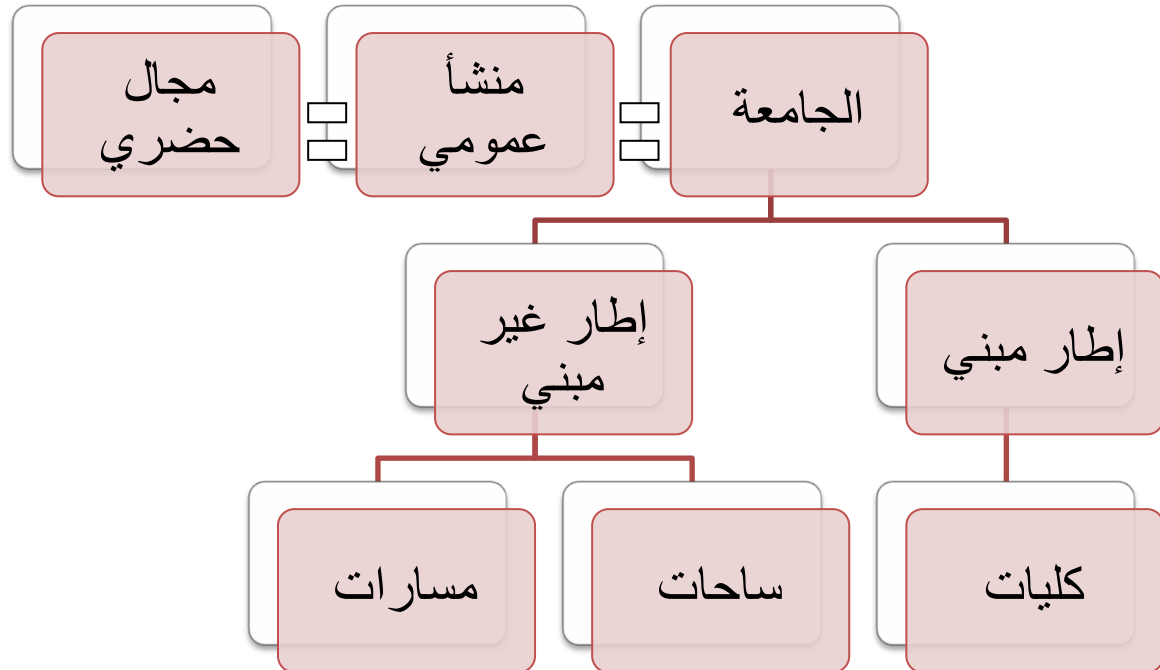 الجامعة
منشأ
عمومي
مجال
حضري
إطار مبني
إطار غير
مبني
كليات
ساحات
مسارات